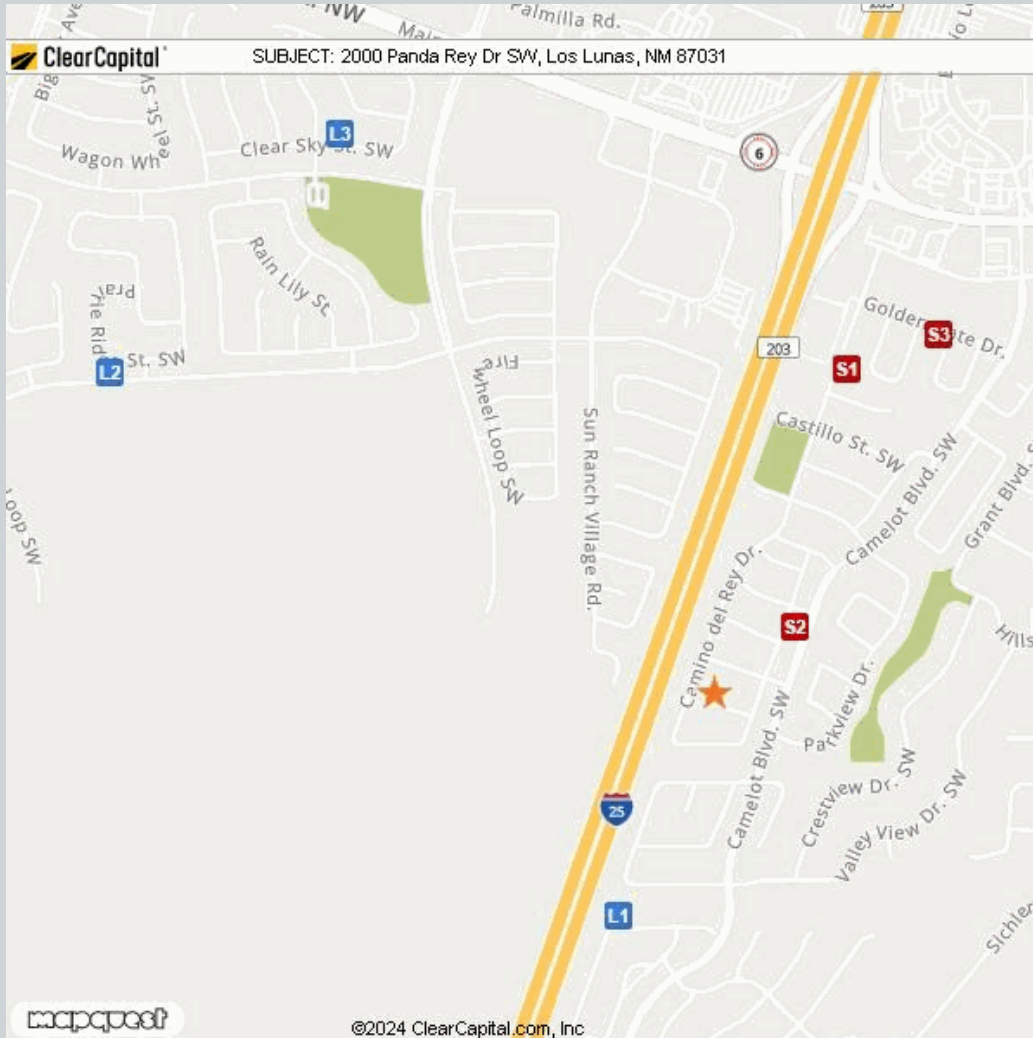 NW
Palmilla Rd.
ClearCapital
SUBJECT: 2000 Panda Rey Dr SW, Los Lunas, NM 87031
L3
Clear Sky St. SW
6
Rain Lily St.
Golden
te Dr.
S3
203
S1
St. SW
L2
Fire
Wheel Loop SW
Sun Ranch Village Rd.
Castillo St. SW
Camelot Blvd. SW
Grant Blvd.
Loop SW
Camino del Rey Dr.
S2
Hills
Parkview Dr.
Camelot Blvd. SW
Crestview Dr. SW
Valley View Dr. SW
25
L1
Sichler
mapquest
©2024 ClearCapital.com, Inc